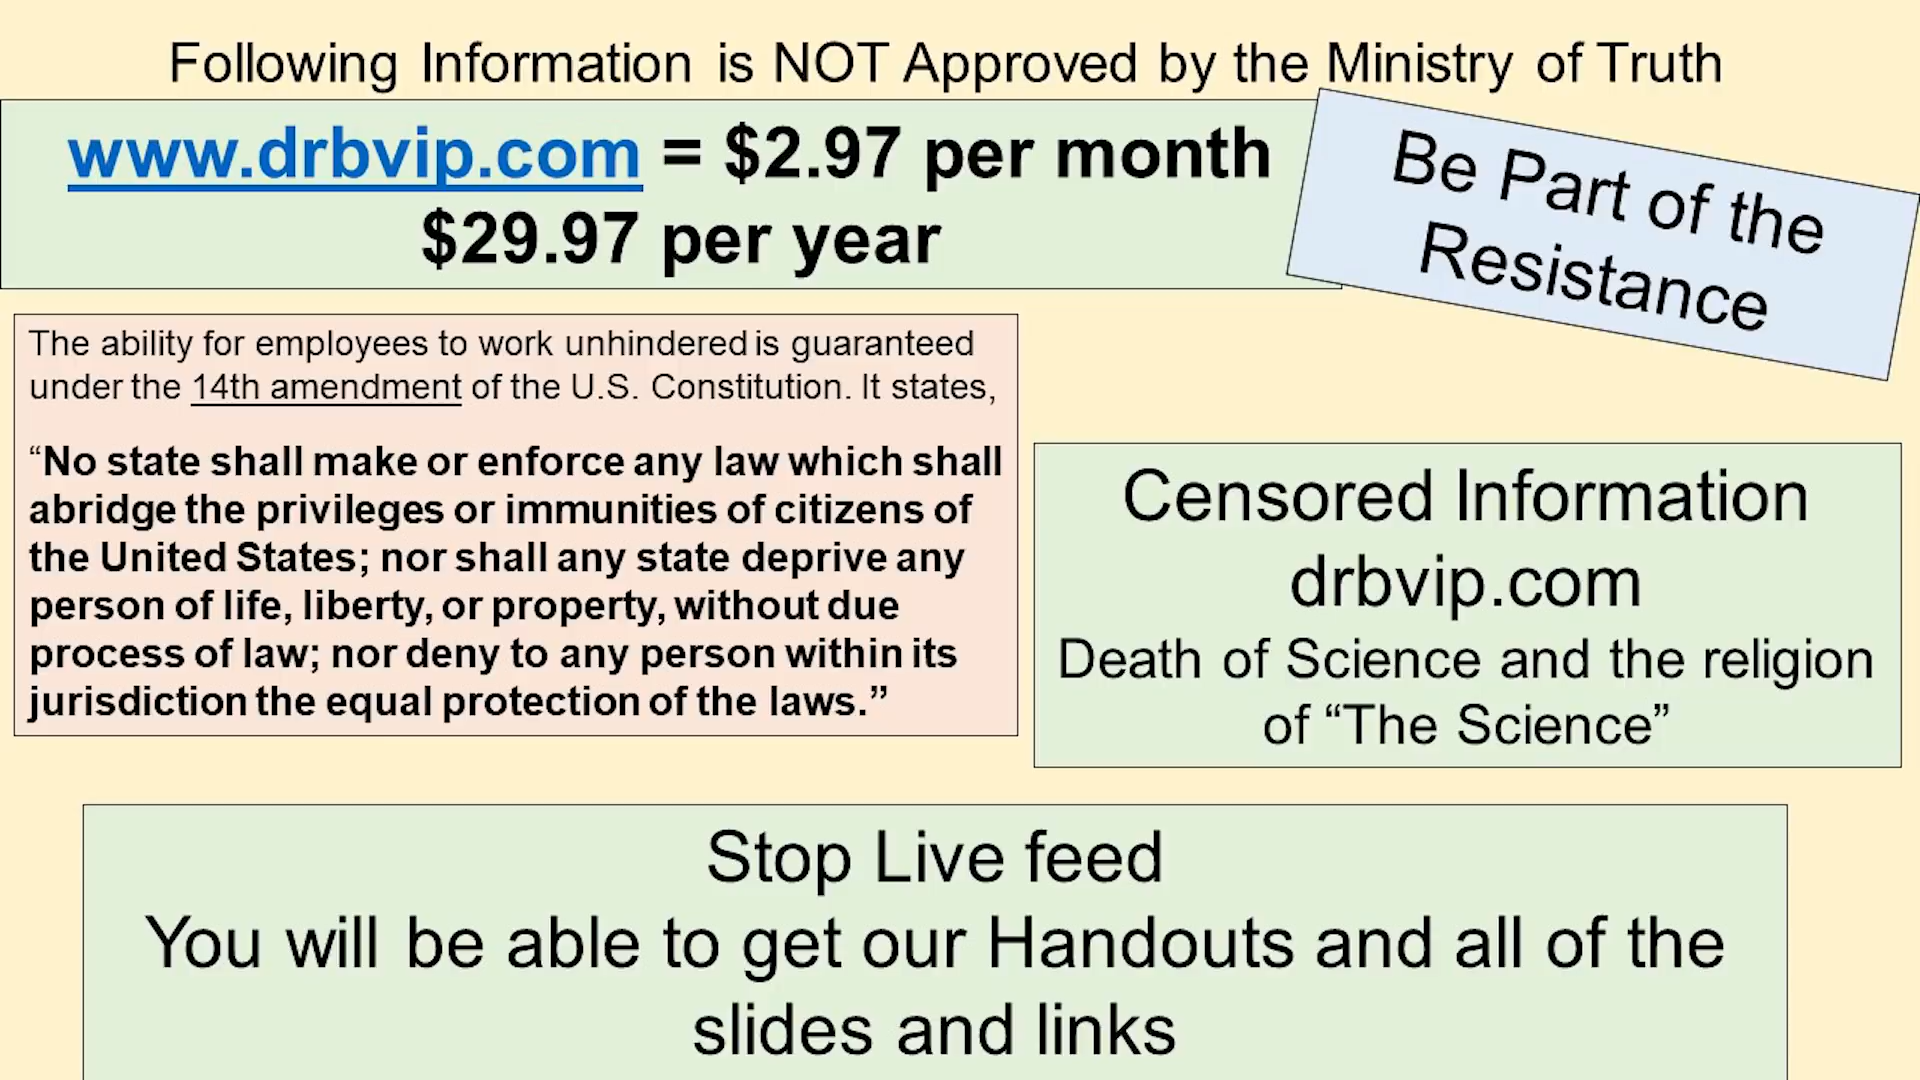 Following Information is NOT Approved by the Ministry of Truth
www.drbvip.com = $2.97 per month
$29.97 per year
Be Part of the
Resistance
The ability for employees to work unhindered is guaranteed
under the 14th amendment of the U.S. Constitution. It states,
“No state shall make or enforce any law which shall
abridge the privileges or immunities of citizens of
the United States; nor shall any state deprive any
person of life, liberty, or property, without due
process of law; nor deny to any person within its
jurisdiction the equal protection of the laws.”
Censored Information
drbvip.com
Death of Science and the religion
of “The Science”
Stop Live feed
You will be able to get our Handouts and all of the
slides and links